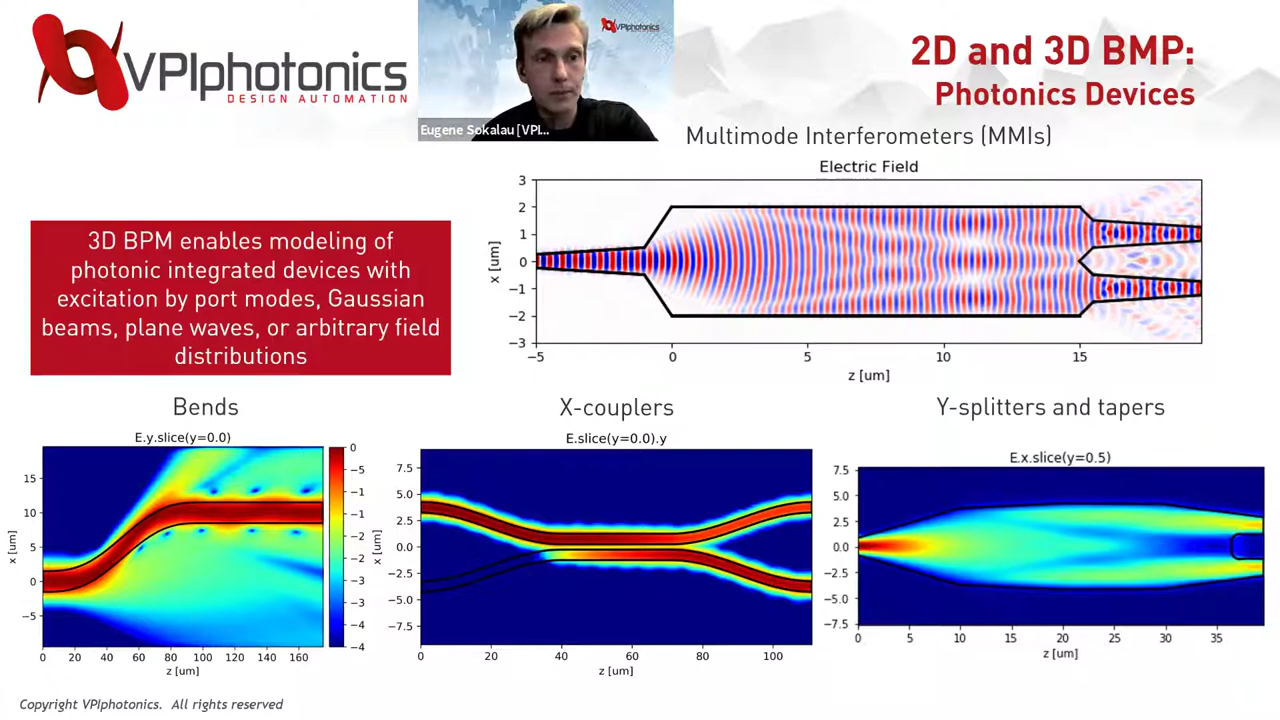 VPIphotonics
DESIGN AUTOMATION
VPIphotonics
Eugene Sokalau [VPI...
2D and 3D BMP:
Photonics Devices
Multimode Interferometers (MMIs)
Electric Field
3
2
1
0
−1
−2
−3
x [um]
−5
0
5
10
15
z [um]
3D BPM enables modeling of
photonic integrated devices with
excitation by port modes, Gaussian
beams, plane waves, or arbitrary field
distributions
Bends
E.y.slice(y=0.0)
15
10
5
0
−5
x [um]
0
20
40
60
80
100
120
140
160
z [um]
0
−5
−1
−1
−2
−2
−3
−3
−4
X-couplers
E.slice(y=0.0).y
7.5
5.0
2.5
0.0
−2.5
−5.0
−7.5
x [um]
0
20
40
60
80
100
z [um]
Y-splitters and tapers
E.x.slice(y=0.5)
7.5
5.0
2.5
0.0
−2.5
−5.0
−7.5
0
5
10
15
20
25
30
35
z [um]
Copyright VPIphotonics. All rights reserved